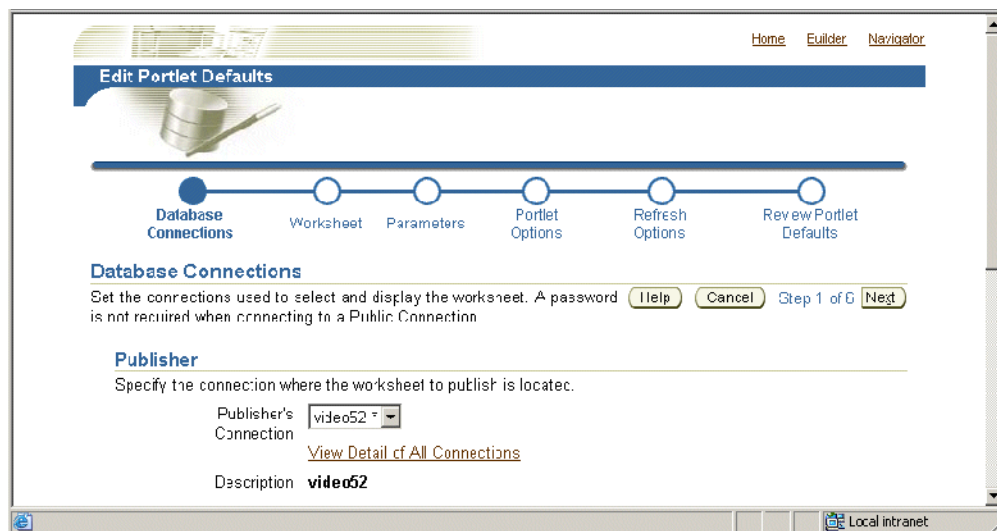 Home Builder Navigator
Edit Portlet Defaults
Database Connections
Worksheet
Parameters
Portlet Options
Refresh Options
Review Portlet Defaults
Database Connections
Set the connections used to select and display the worksheet. A password
is not required when connecting to a Public Connection
Help Cancel Step 1 of 6 Next
Publisher
Specify the connection where the worksheet to publish is located.
Publisher's Connection video52 *
View Detail of All Connections
Description video52
Local intranet